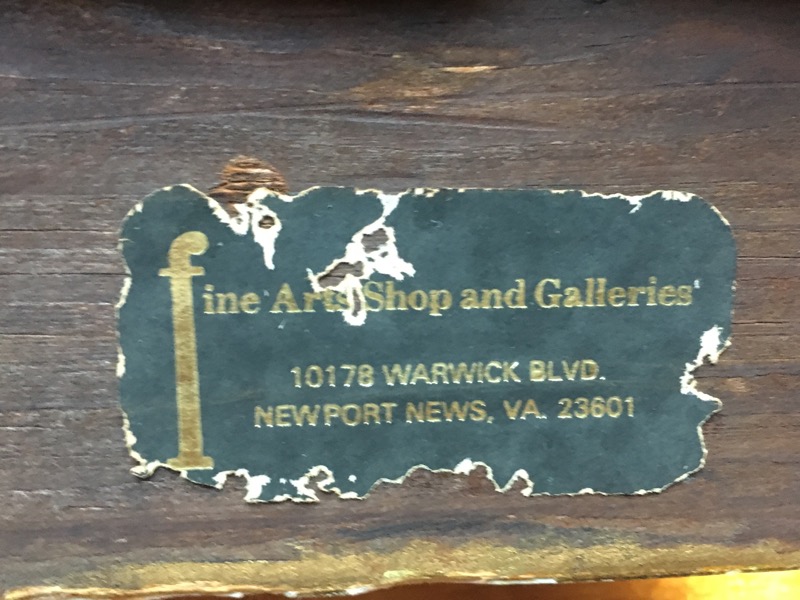 fine Arts Shop and Galleries
10178 WARWICK BLVD.
NEWPORT NEWS, VA. 23601